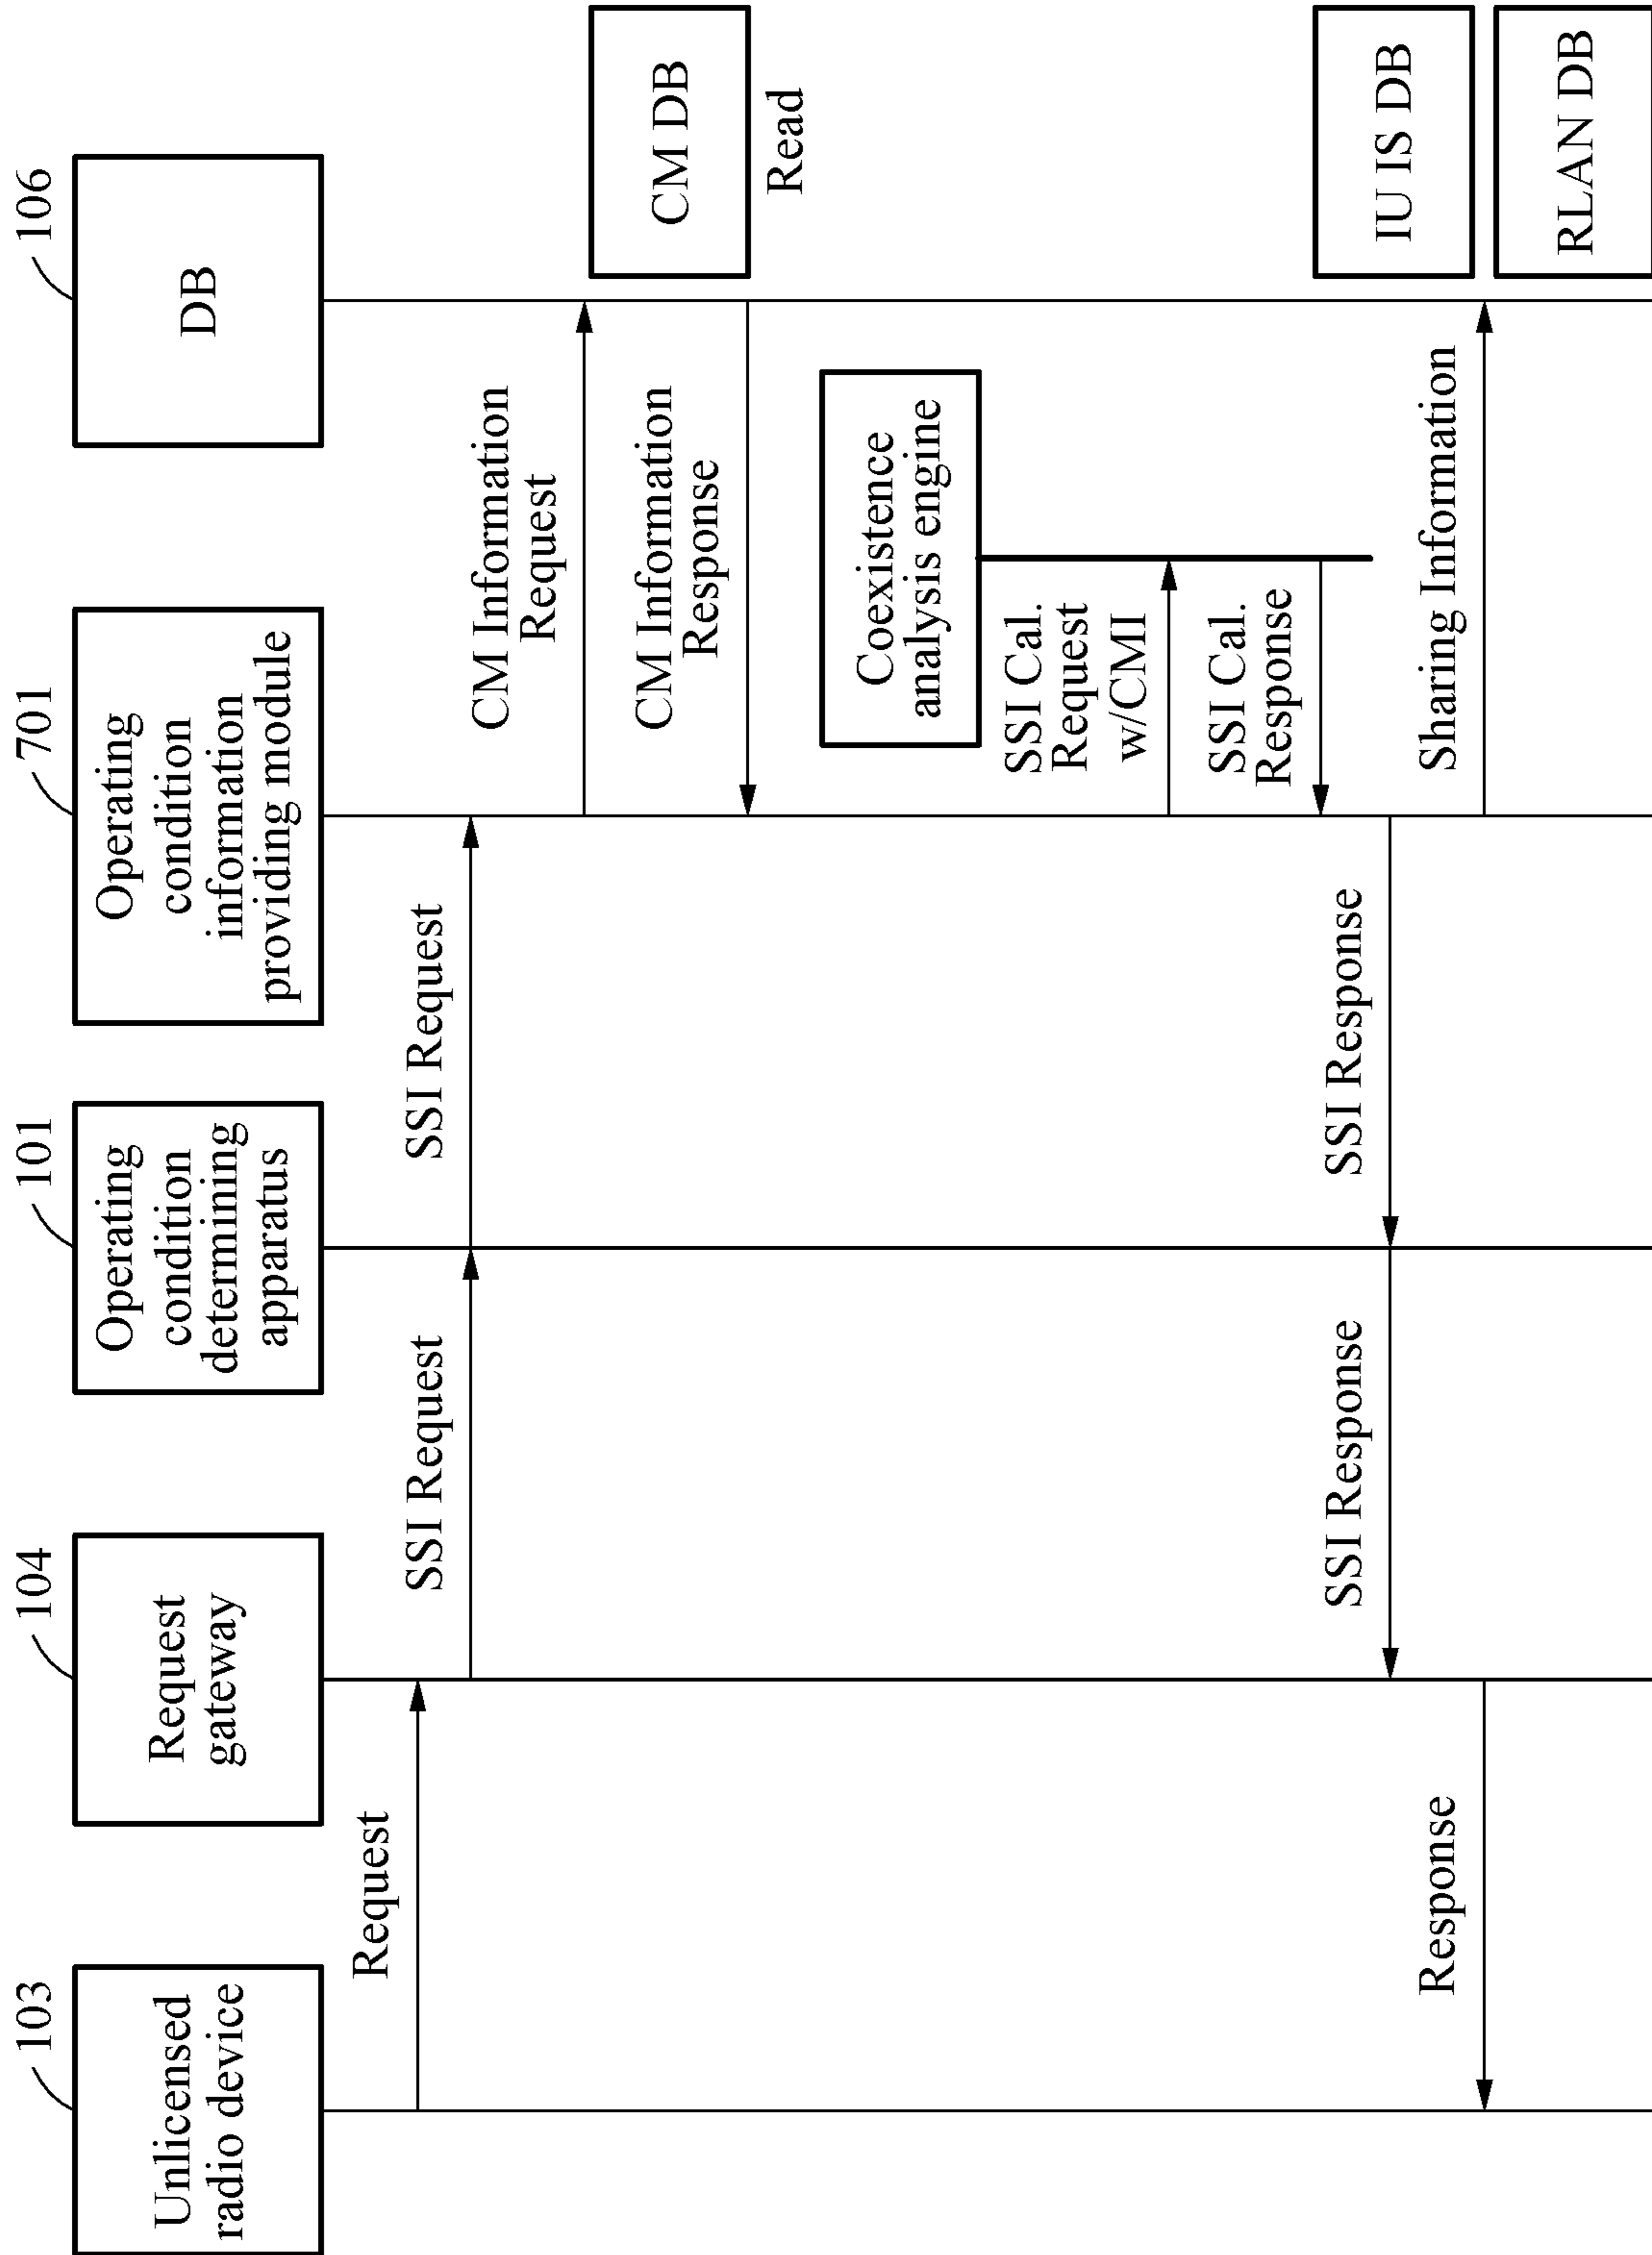 103
Unlicensed
radio device
104
Request
gateway
101
Operating
condition
determining
apparatus
701
Operating
condition
information
providing module
106
DB
Request
SSI Request
SSI Request
CM Information
Request
CM DB
Read
CM Information
Response
Coexistence
analysis engine
SSI Cal.
Request
w/CMI
SSI Cal.
Response
SSI Response
SSI Response
Response
Sharing Information
IU IS DB
RLAN DB